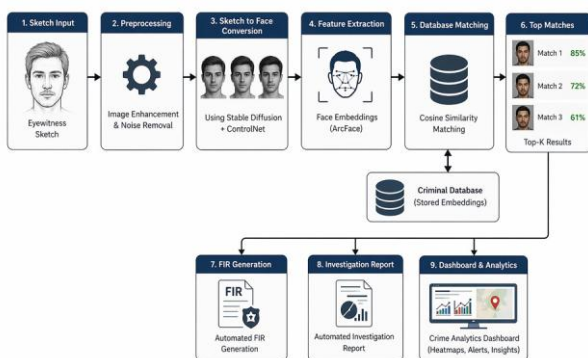 1. Sketch Input
Eyewitness
Sketch
2. Preprocessing
Image Enhancement
& Noise Removal
3. Sketch to Face
Conversion
Using Stable Diffusion
+ ControlNet
4. Feature Extraction
Face Embeddings
(ArcFace)
5. Database Matching
Cosine Similarity
Matching
6. Top Matches
Match 1 85%
Match 2 72%
Match 3 61%
Top-K Results
Criminal Database
(Stored Embeddings)
7. FIR Generation
FIR
Automated FIR
Generation
8. Investigation Report
Automated Investigation
Report
9. Dashboard & Analytics
Crime Analytics Dashboard
(Heatmaps, Alerts, Insights)